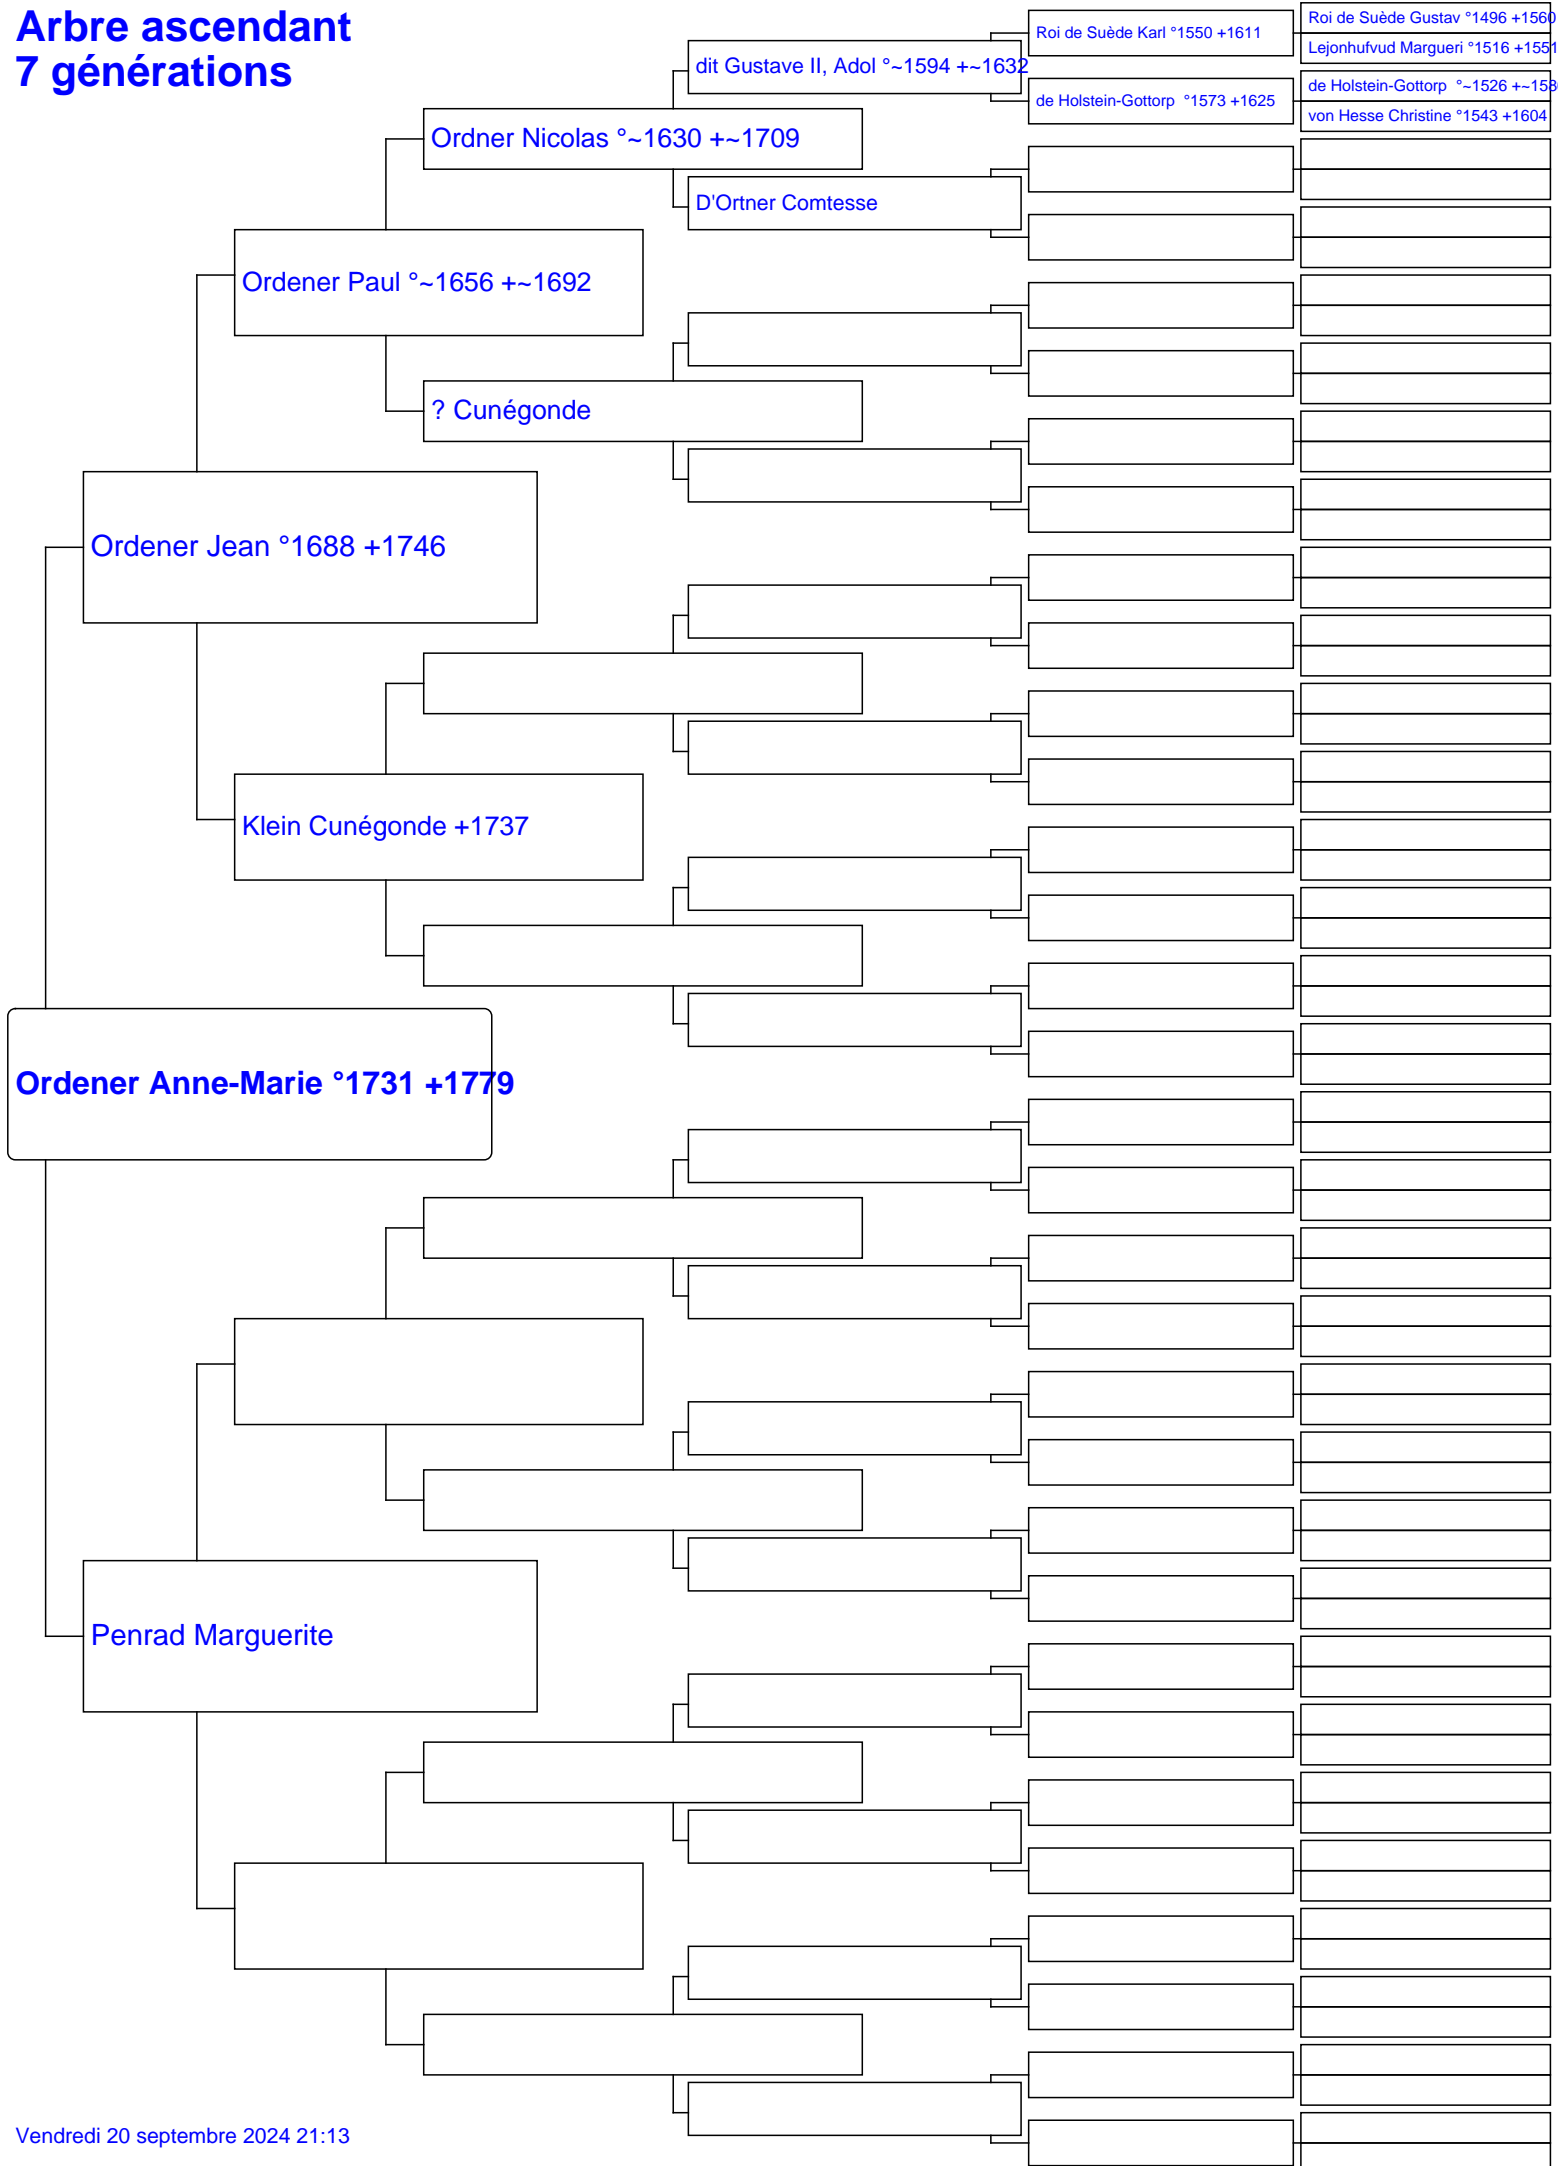 Arbre ascendant
7 générations
Roi de Suède Gustav °1496 +1560
Roi de Suède Karl °1550 +1611
Lejonhufvud Margueri °1516 +1551
dit Gustave II, Adol °~1594 +~1632
de Holstein-Gottorp °~1526 +~158
de Holstein-Gottorp °1573 +1625
von Hesse Christine °1543 +1604
Ordner Nicolas °~1630 +~1709
D'Ortner Comtesse
Ordener Paul °~1656 +~1692
? Cunégonde
Ordener Jean °1688 +1746
Klein Cunégonde +1737
Ordener Anne-Marie °1731 +1779
Penrad Marguerite
Vendredi 20 septembre 2024 21:13